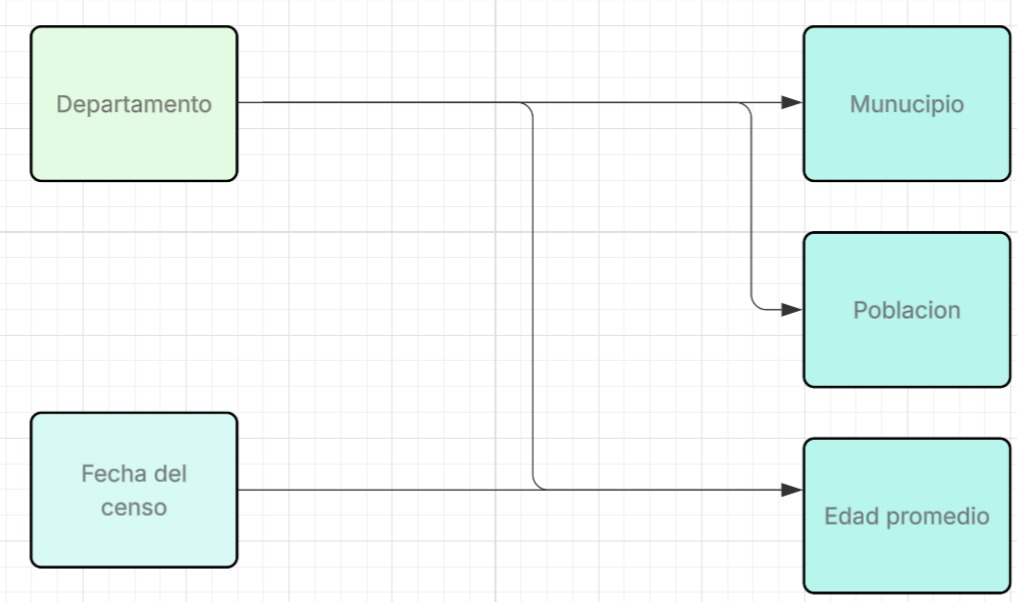 Departamento
Munucipio
Poblacion
Fecha del
censo
Edad promedio